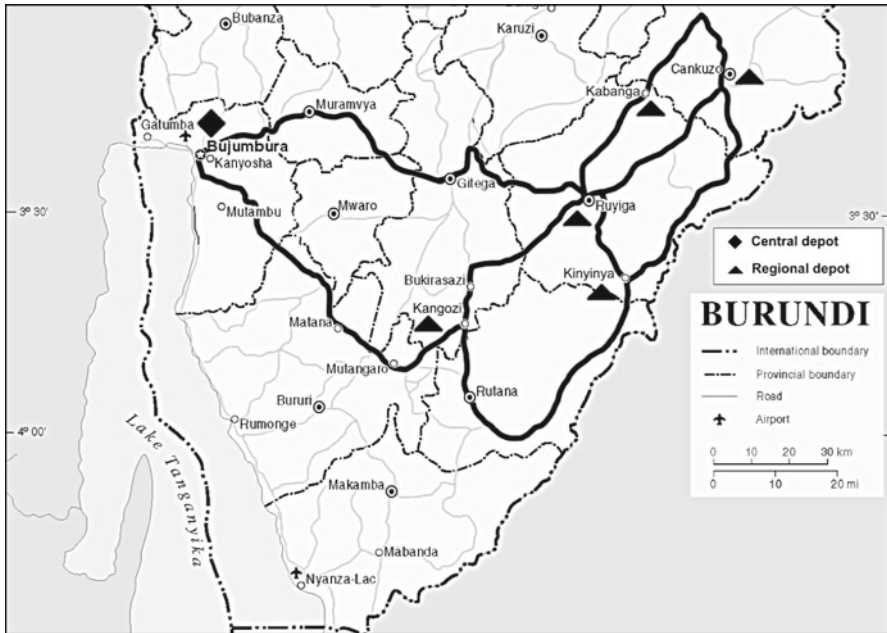 Bubanza
Karuzi
Cankuzo
Kabanga
Muramvya
Gatumba
Bujumbura
Kanyosha
Gitega
Mwaro
Mutambu
Ruyiga
3° 30'
3° 30'
Central depot
Regional depot
Kinyinya
Bukirasazi
Kangozi
Matana
BURUNDI
International boundary
Provincial boundary
Road
Airport
Mutangaro
Rutana
Bururi
Rumonge
4° 00'
4° 00'
Lake Tanganyika
0 10 20 30 km
0 10 20 mi
Makamba
Mabanda
Nyanza-Lac